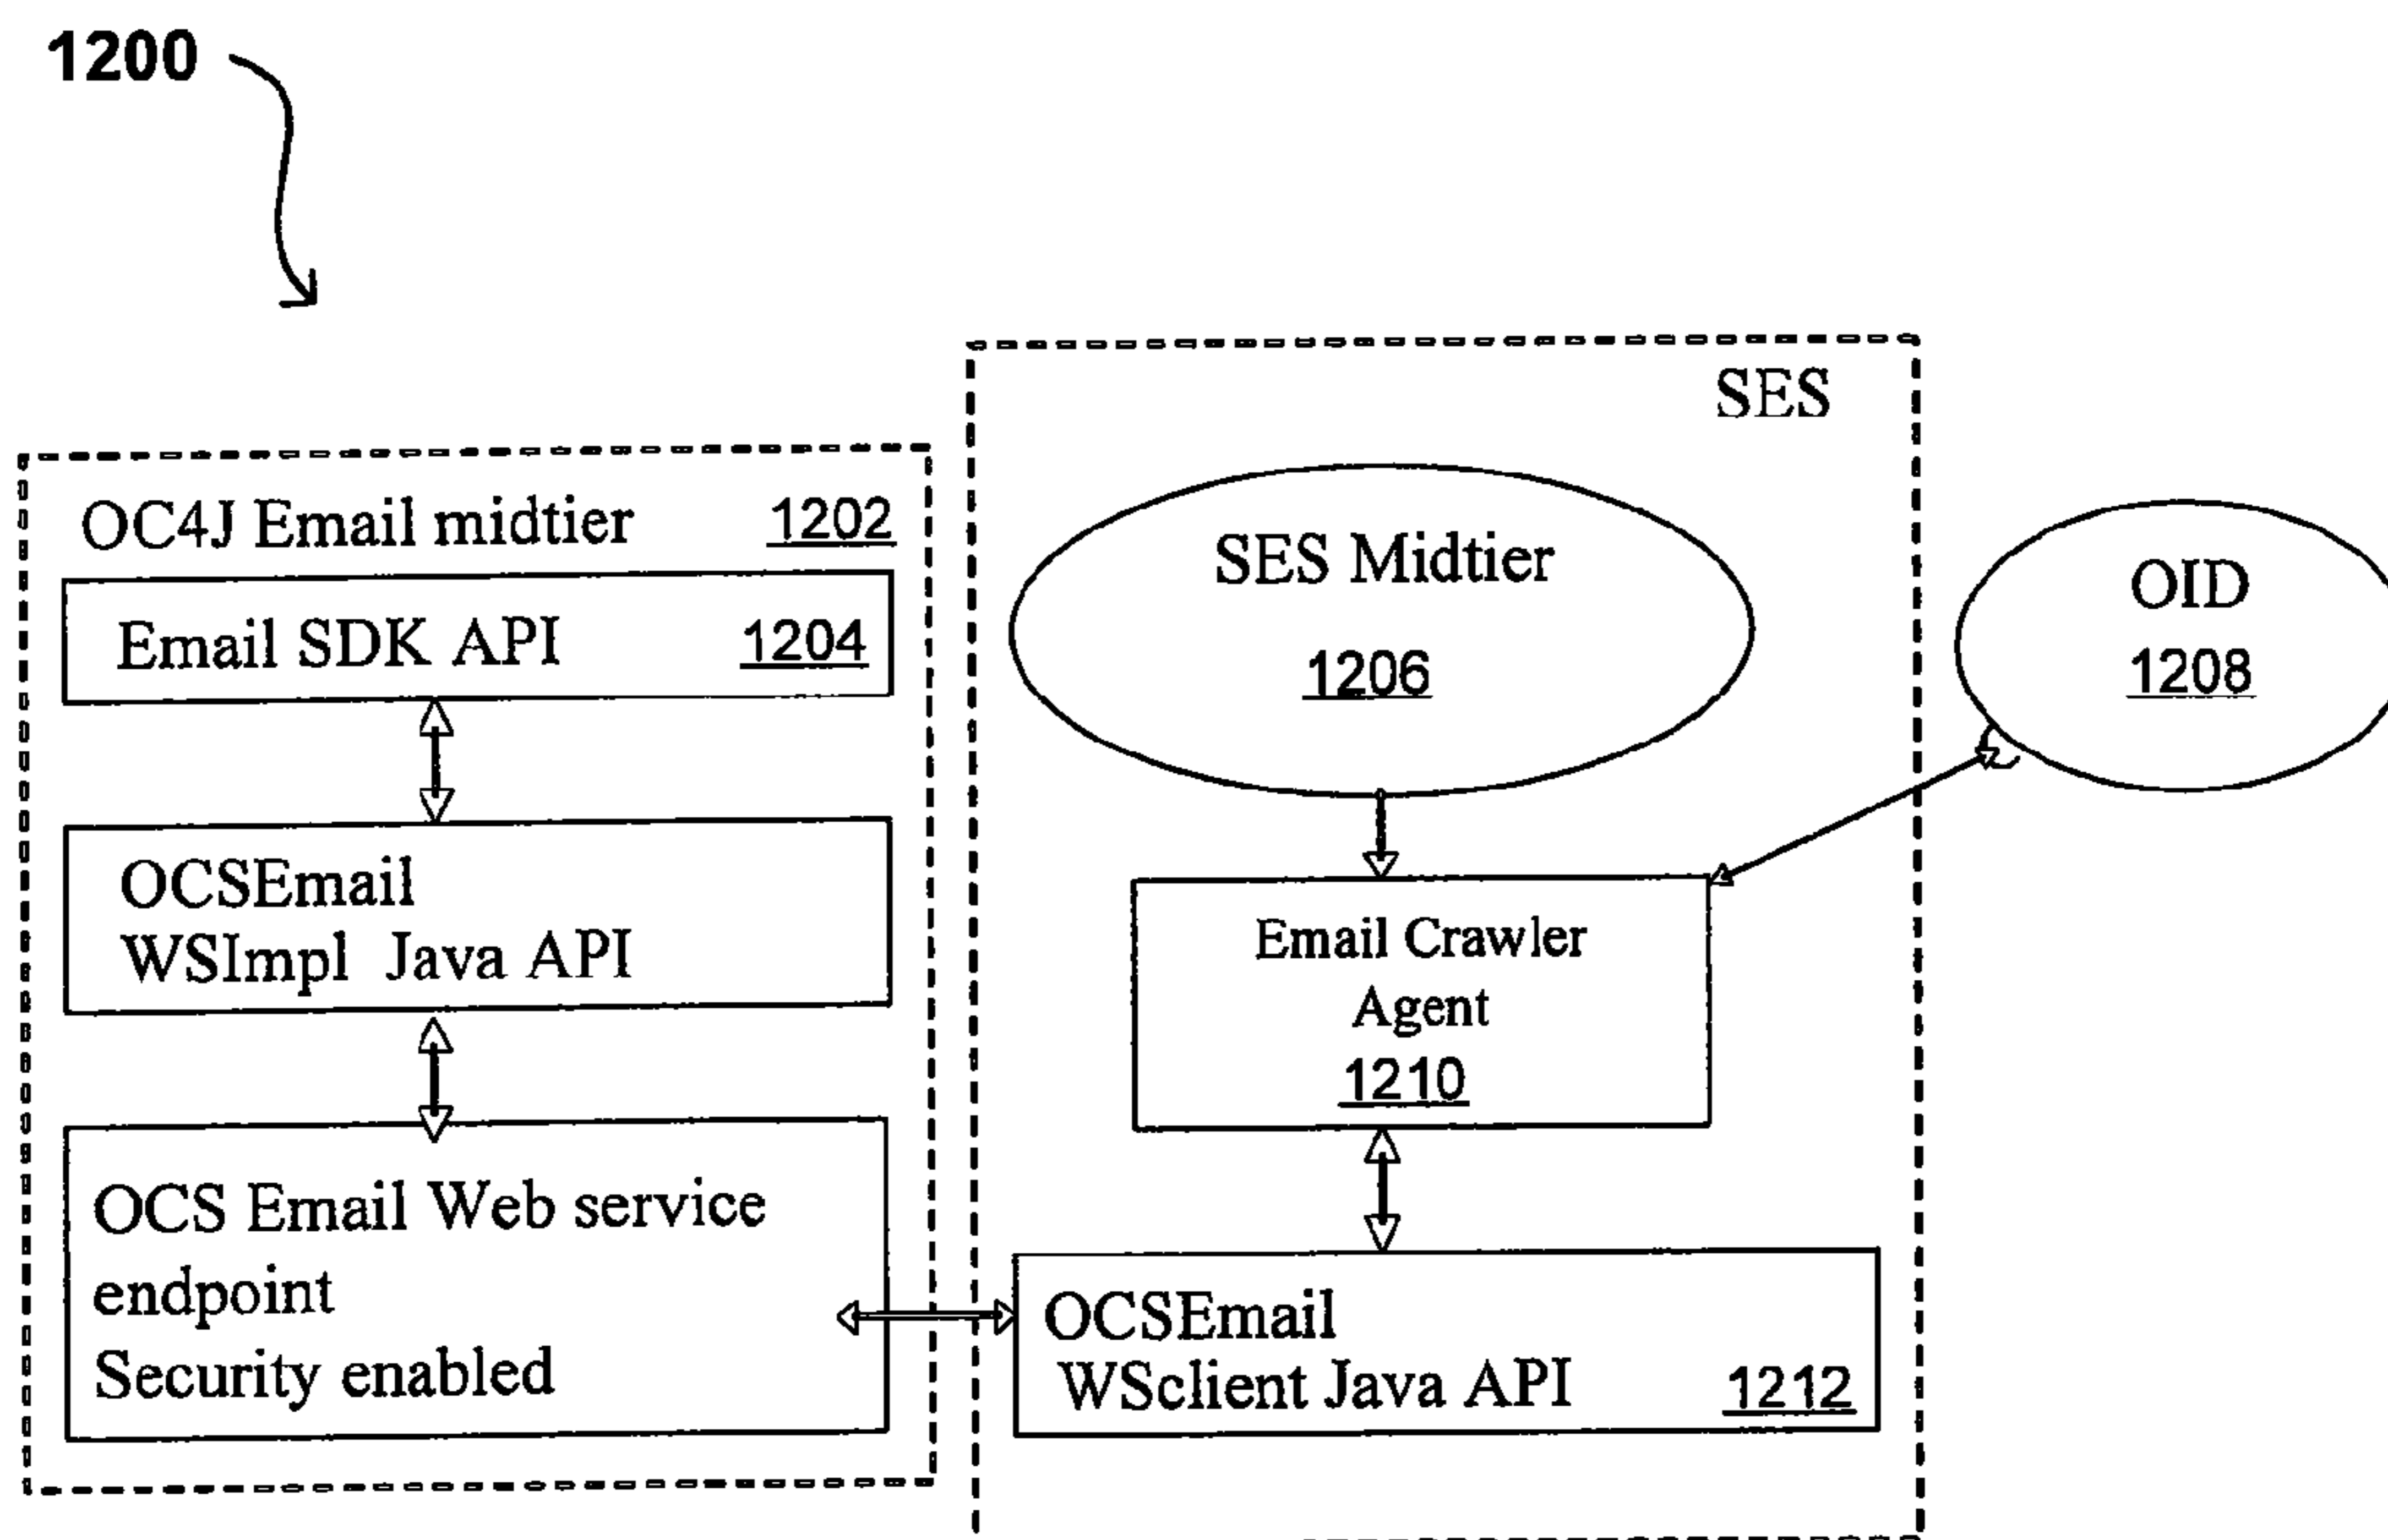 1200
SES
OC4J Email midtier 1202
Email SDK API 1204
OCSEmail
WSImpl Java API
OCS Email Web service
endpoint
Security enabled
SES Midtier
1206
Email Crawler
Agent
1210
OCSEmail
WSclient Java API 1212
OID
1208